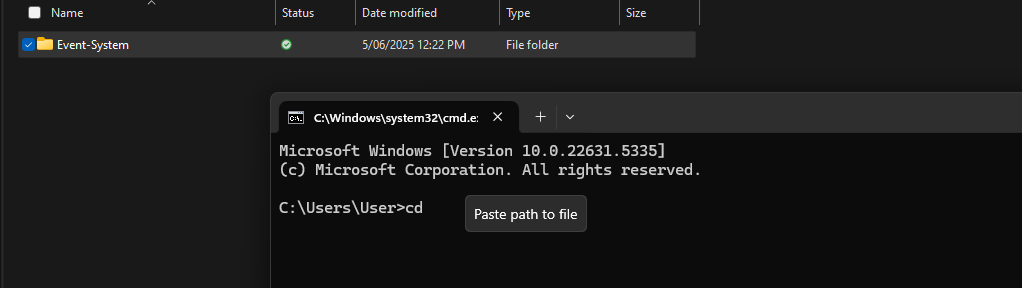 Name Status Date modified Type Size
Event-System 5/06/2025 12:22 PM File folder
C:\Windows\system32\cmd.e
Microsoft Windows [Version 10.0.22631.5335]
(c) Microsoft Corporation. All rights reserved.
C:\Users\User>cd
Paste path to file